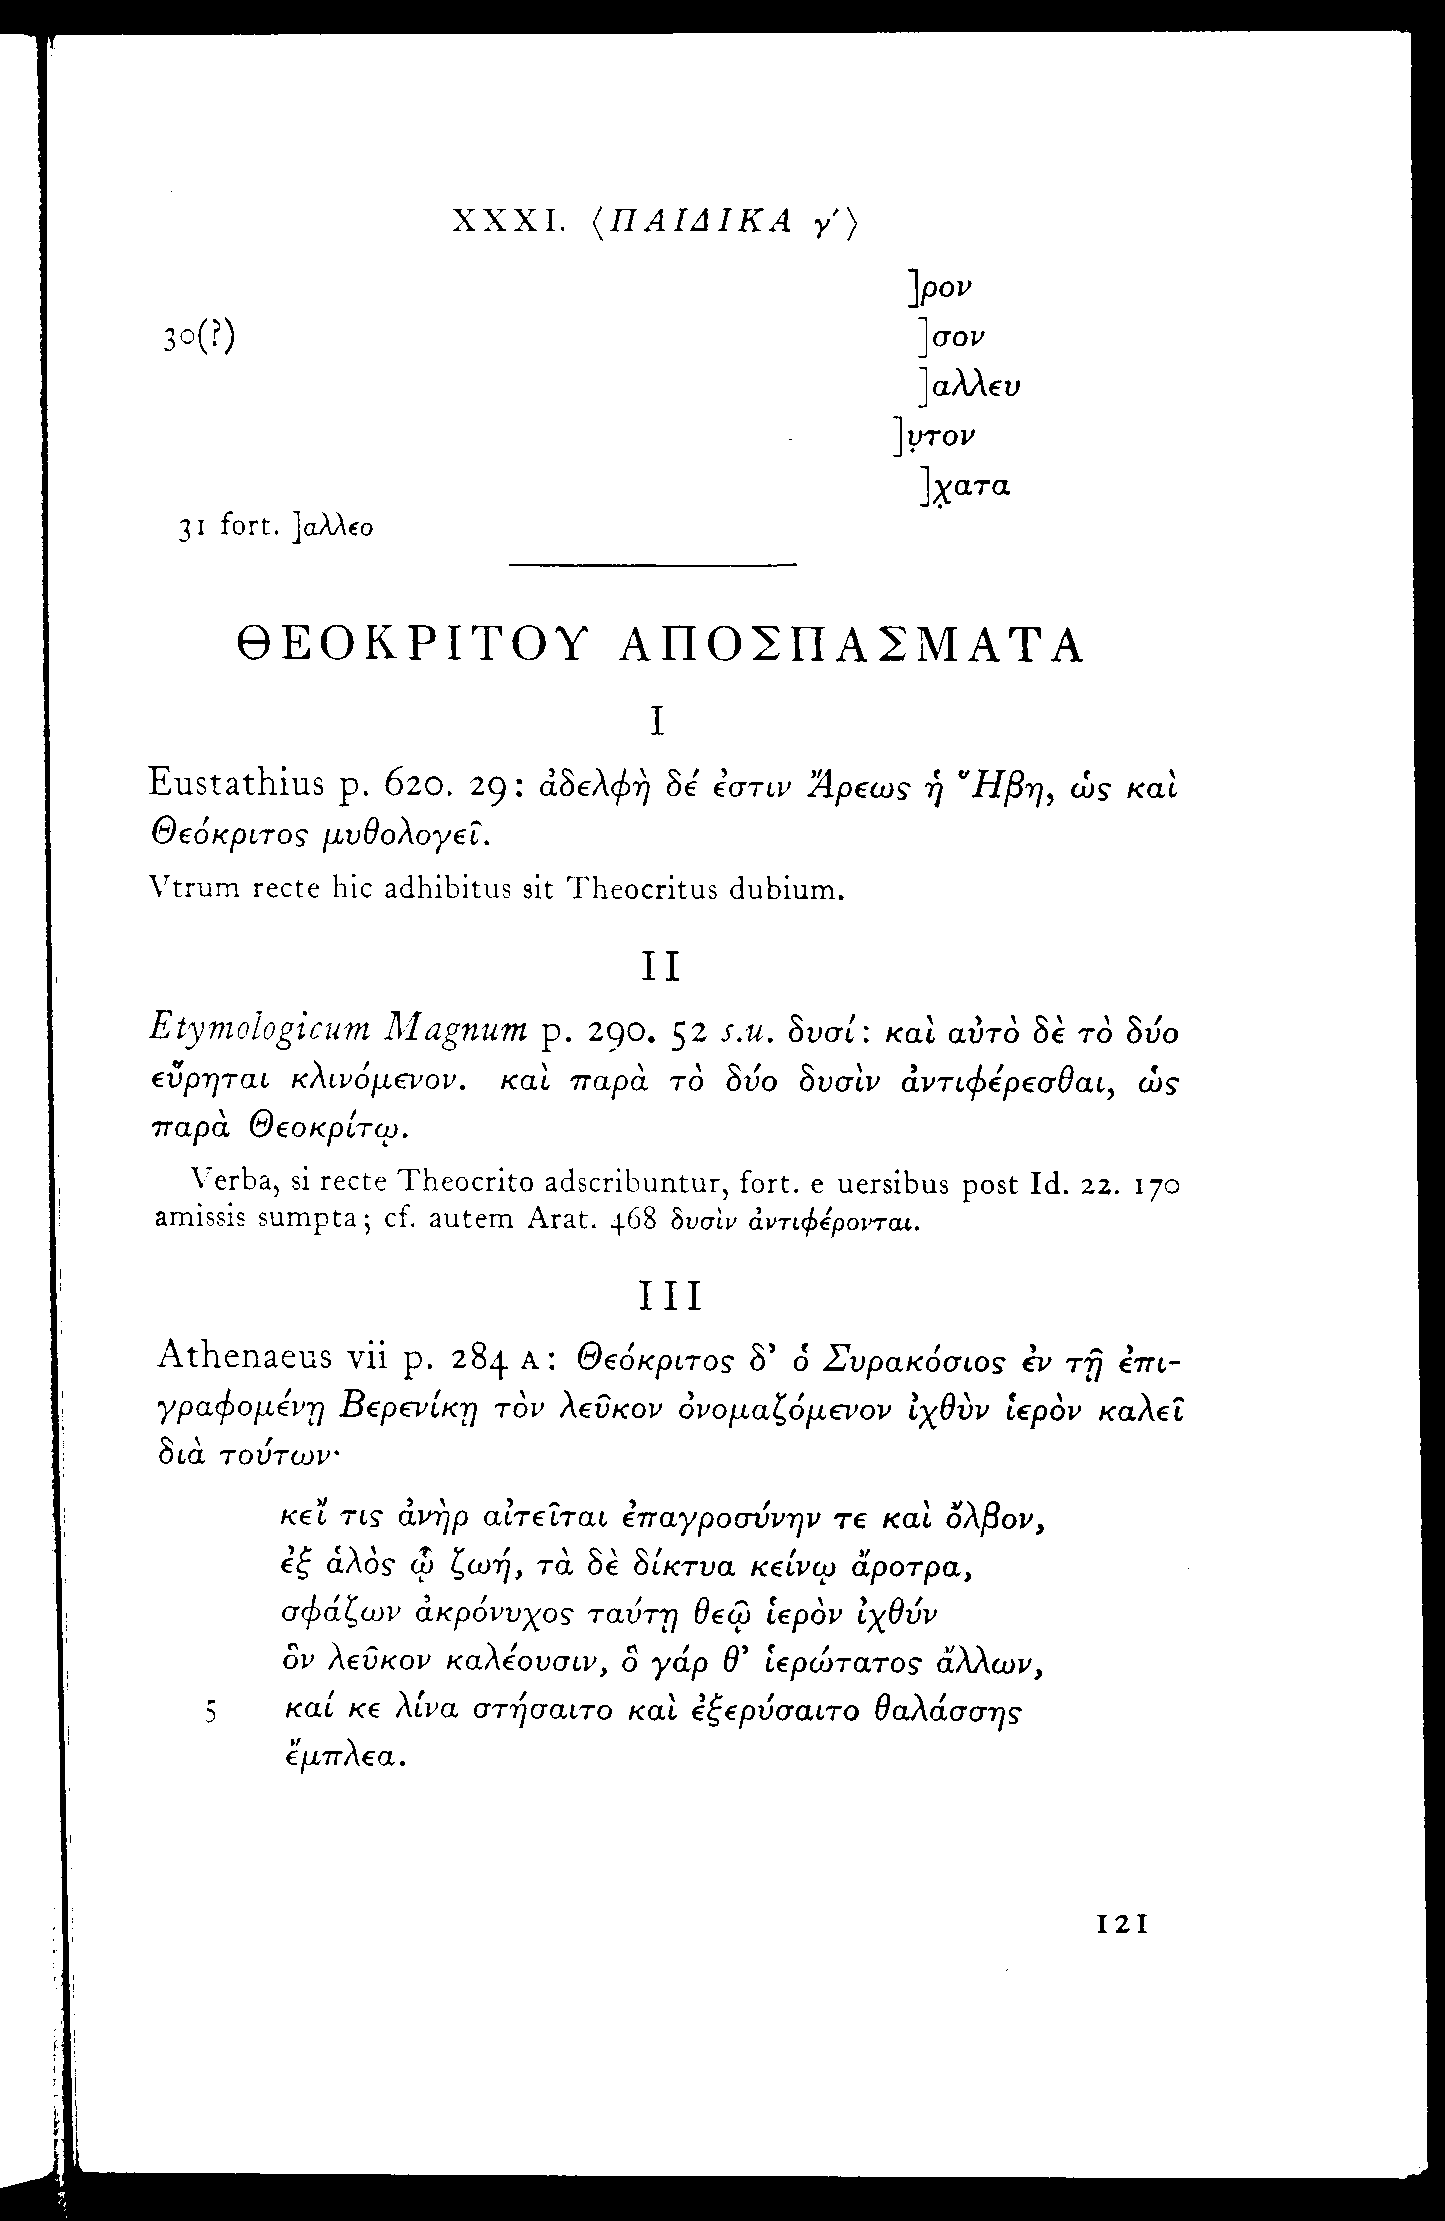 XXXI. ⟨ΠΑΙΔΙΚΑ γ′⟩
]ρον
30(?) ]σον
]αλλευ
]υ̣τον
]χ̣ατα
31 fort. ]αλλεο
ΘΕΟΚΡΙΤΟΥ ΑΠΟΣΠΑΣΜΑΤΑ
I
Eustathius p. 620. 29: ἀδελφὴ δέ ἐστιν Ἄρεως ἡ Ἥβη, ὡς καὶ
Θεόκριτος μυθολογεῖ.
Vtrum recte hic adhibitus sit Theocritus dubium.
II
Etymologicum Magnum p. 290. 52 s.u. δυσί: καὶ αὐτὸ δὲ τὸ δύο
εὕρηται κλινόμενον. καὶ παρὰ τὸ δύο δυσὶν ἀντιφέρεσθαι, ὡς
παρὰ Θεοκρίτῳ.
Verba, si recte Theocrito adscribuntur, fort. e uersibus post Id. 22. 170
amissis sumpta; cf. autem Arat. 468 δυσὶν ἀντιφέρονται.
III
Athenaeus vii p. 284 A: Θεόκριτος δ’ ὁ Συρακόσιος ἐν τῇ ἐπι-
γραφομένῃ Βερενίκῃ τὸν λεῦκον ὀνομαζόμενον ἰχθὺν ἱερὸν καλεῖ
διὰ τούτων·
κεἴ τις ἀνὴρ αἰτεῖται ἐπαγροσύνην τε καὶ ὄλβον,
ἐξ ἁλὸς ᾧ ζωή, τὰ δὲ δίκτυα κείνῳ ἄροτρα,
σφάζων ἀκρόνυχος ταύτῃ θεῷ ἱερὸν ἰχθύν
ὃν λεῦκον καλέουσιν, ὃ γάρ θ’ ἱερώτατος ἄλλων,
5 καί κε λίνα στήσαιτο καὶ ἐξερύσαιτο θαλάσσης
ἔμπλεα.
121